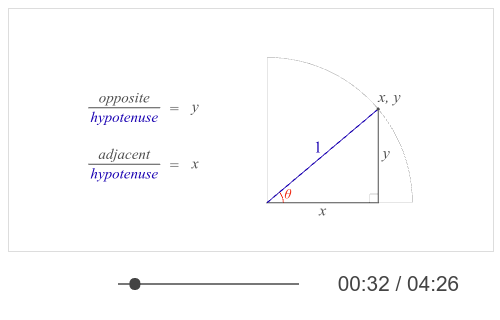 opposite
hypotenuse = y
adjacent
hypotenuse = x
x, y
1
y
θ
x
00:32 / 04:26